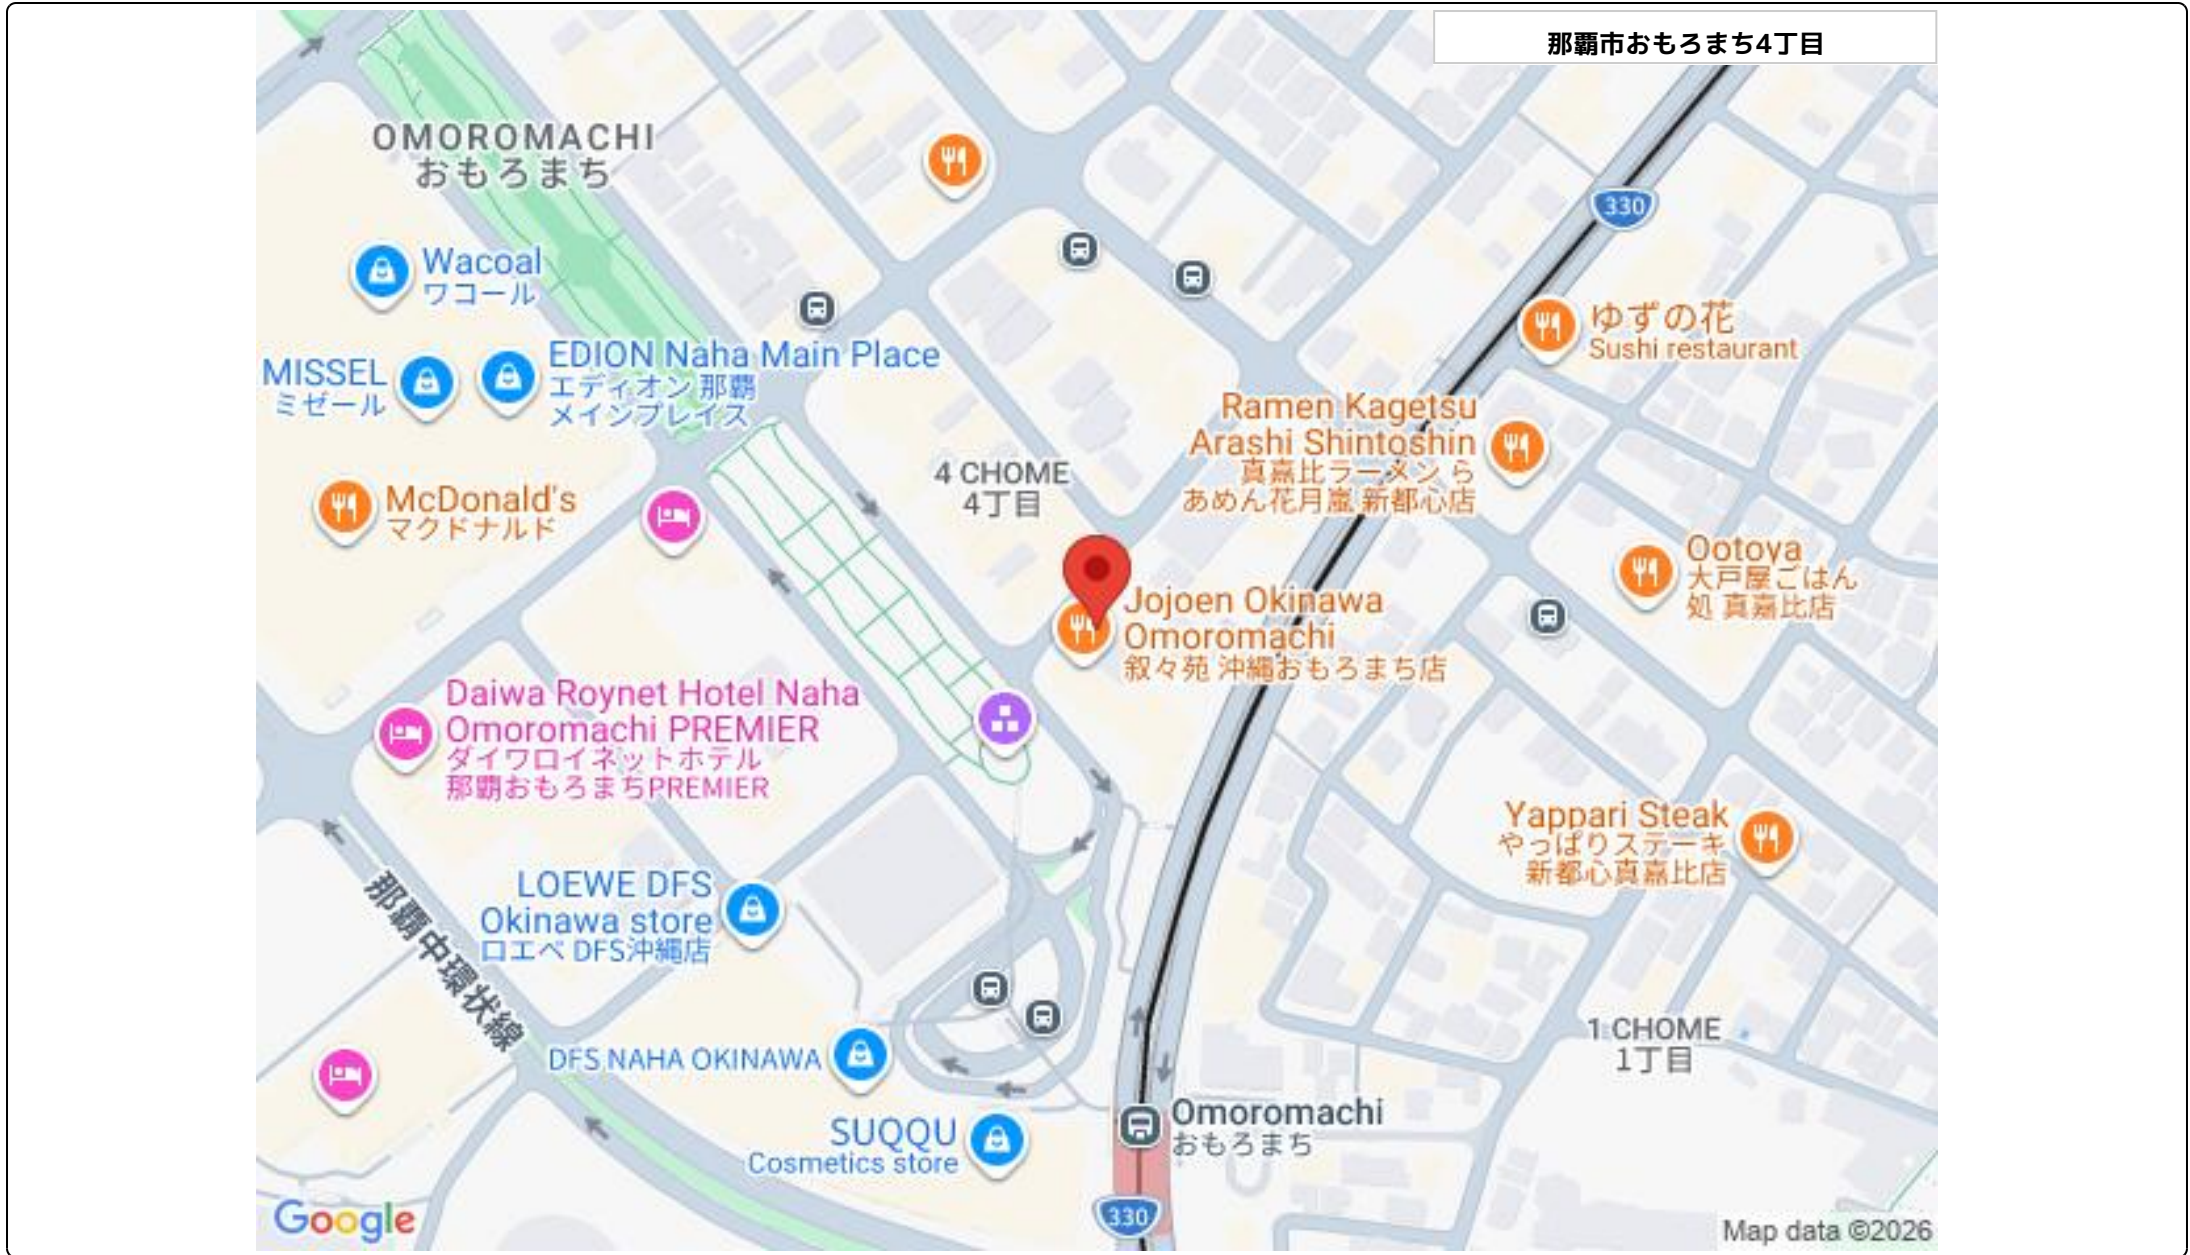 那覇市おもろまち4丁目
OMOROMACHI
おもろまち
330
Wacoal
ワコール
ゆずの花
Sushi restaurant
EDION Naha Main Place
エディオン 那覇
メインプレイス
MISSEL
ミゼール
Ramen Kagetsu
Arashi Shintoshin
真嘉比ラーメン ら
あめん花月嵐 新都心店
4 CHOME
4丁目
McDonald's
マクドナルド
Ootoya
大戸屋ごはん
処 真嘉比店
Jojoen Okinawa
Omoromachi
叙々苑 沖縄おもろまち店
Daiwa Roynet Hotel Naha
Omoromachi PREMIER
ダイワロイネットホテル
那覇おもろまちPREMIER
Yappari Steak
やっぱりステーキ
新都心真嘉比店
LOEWE DFS
Okinawa store
ロエベ DFS沖縄店
那覇中環状線
1 CHOME
1丁目
DFS NAHA OKINAWA
Omoromachi
おもろまち
SUQQU
Cosmetics store
330
Google
Map data ©2026